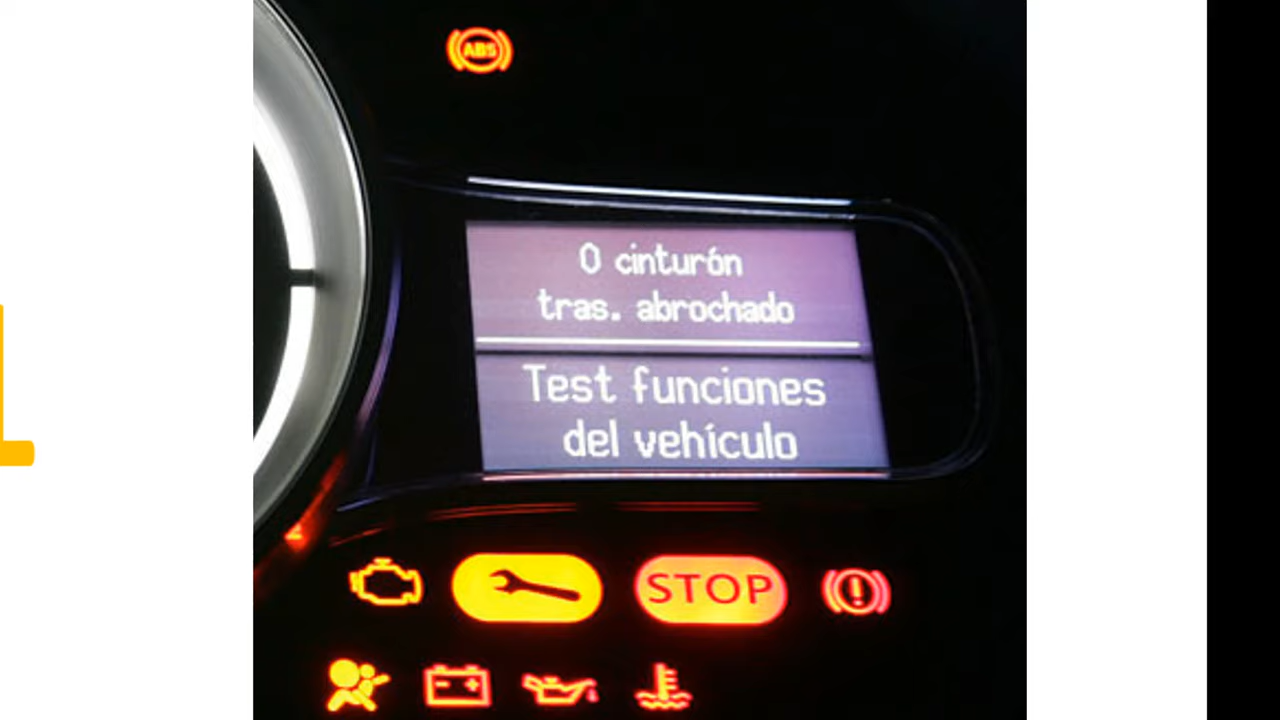 ABS
0 cinturón
tras. abrochado
Test funciones
del vehículo
STOP